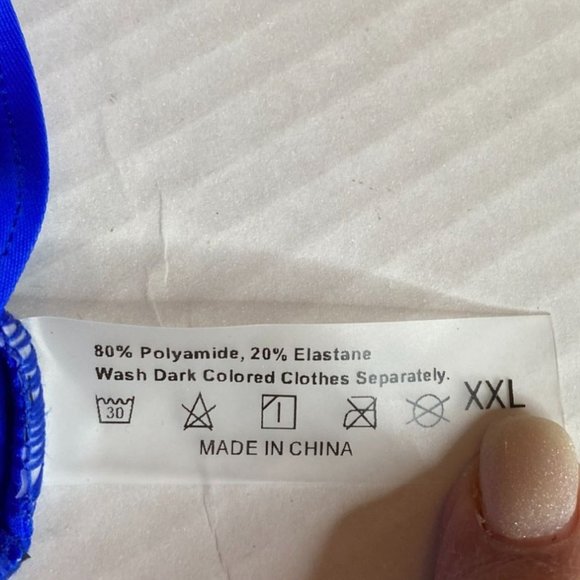 80% Polyamide, 20% Elastane
Wash Dark Colored Clothes Separately.
30 XXL
MADE IN CHINA